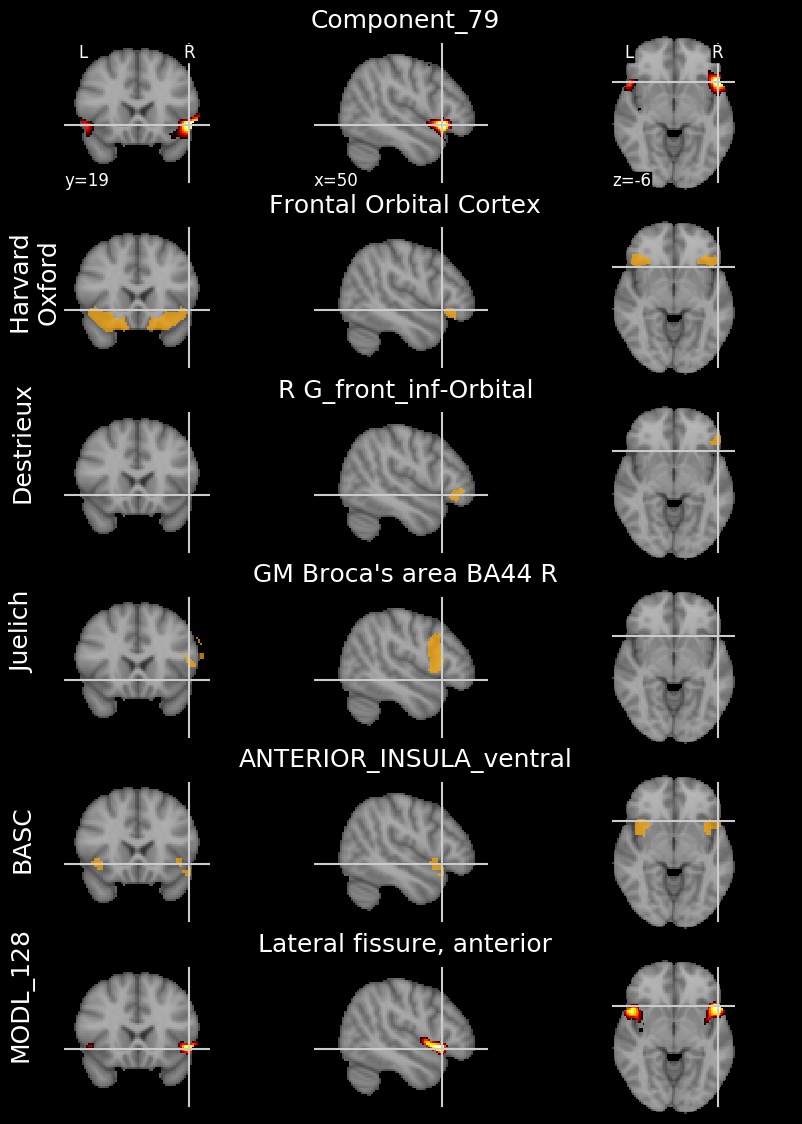 Component_79
L R
L R
y=19
x=50
z=-6
Frontal Orbital Cortex
Harvard
Oxford
R G_front_inf-Orbital
Destrieux
GM Broca's area BA44 R
Juelich
ANTERIOR_INSULA_ventral
BASC
Lateral fissure, anterior
MODL_128